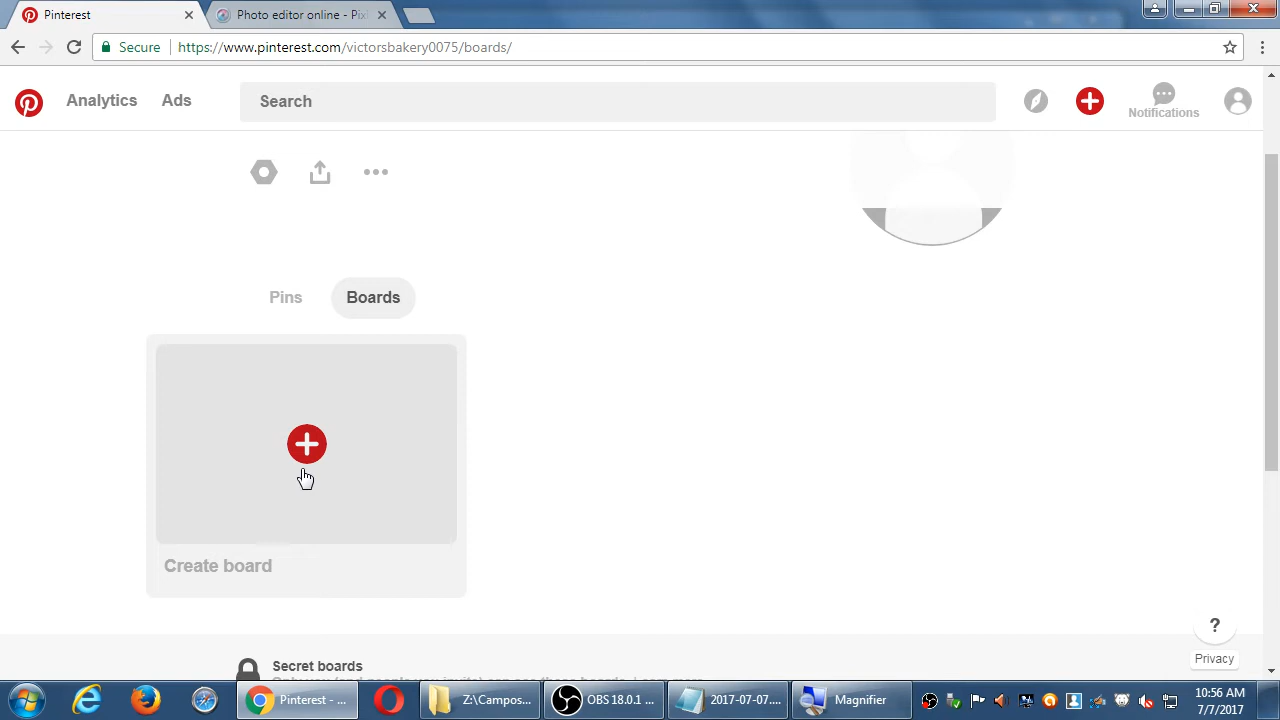 Pinterest
Photo editor online - Pixl
Secure
https://www.pinterest.com/victorsbakery0075/boards/
Analytics
Ads
Search
Notifications
Pins
Boards
Create board
?
Privacy
Secret boards
Pinterest - ...
Z:\Campos...
OBS 18.0.1 ...
2017-07-07....
Magnifier
10:56 AM
7/7/2017